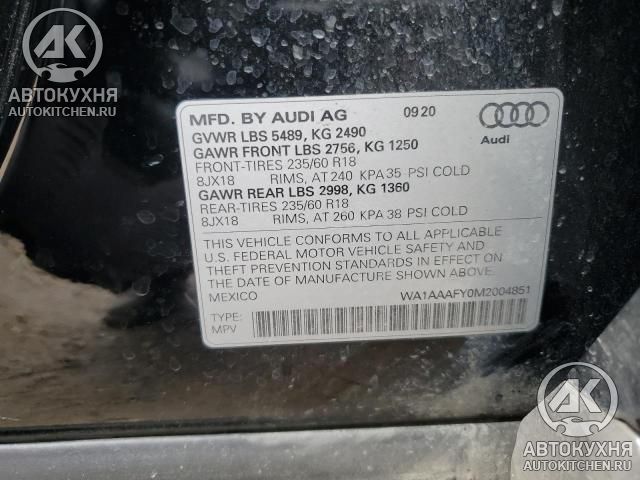 АК
АВТОКУХНЯ
AUTOKITCHEN.RU
MFD. BY AUDI AG 0920
GVWR LBS 5489, KG 2490
GAWR FRONT LBS 2756, KG 1250
FRONT-TIRES 235/60 R18
8JX18 RIMS, AT 240 KPA 35 PSI COLD
GAWR REAR LBS 2998, KG 1360
REAR-TIRES 235/60 R18
8JX18 RIMS, AT 260 KPA 38 PSI COLD
Audi
THIS VEHICLE CONFORMS TO ALL APPLICABLE
U.S. FEDERAL MOTOR VEHICLE SAFETY AND
THEFT PREVENTION STANDARDS IN EFFECT ON
THE DATE OF MANUFACTURE SHOWN ABOVE.
MEXICO WA1AAAFY0M2004851
TYPE:
MPV
АК
АВТОКУХНЯ
AUTOKITCHEN.RU